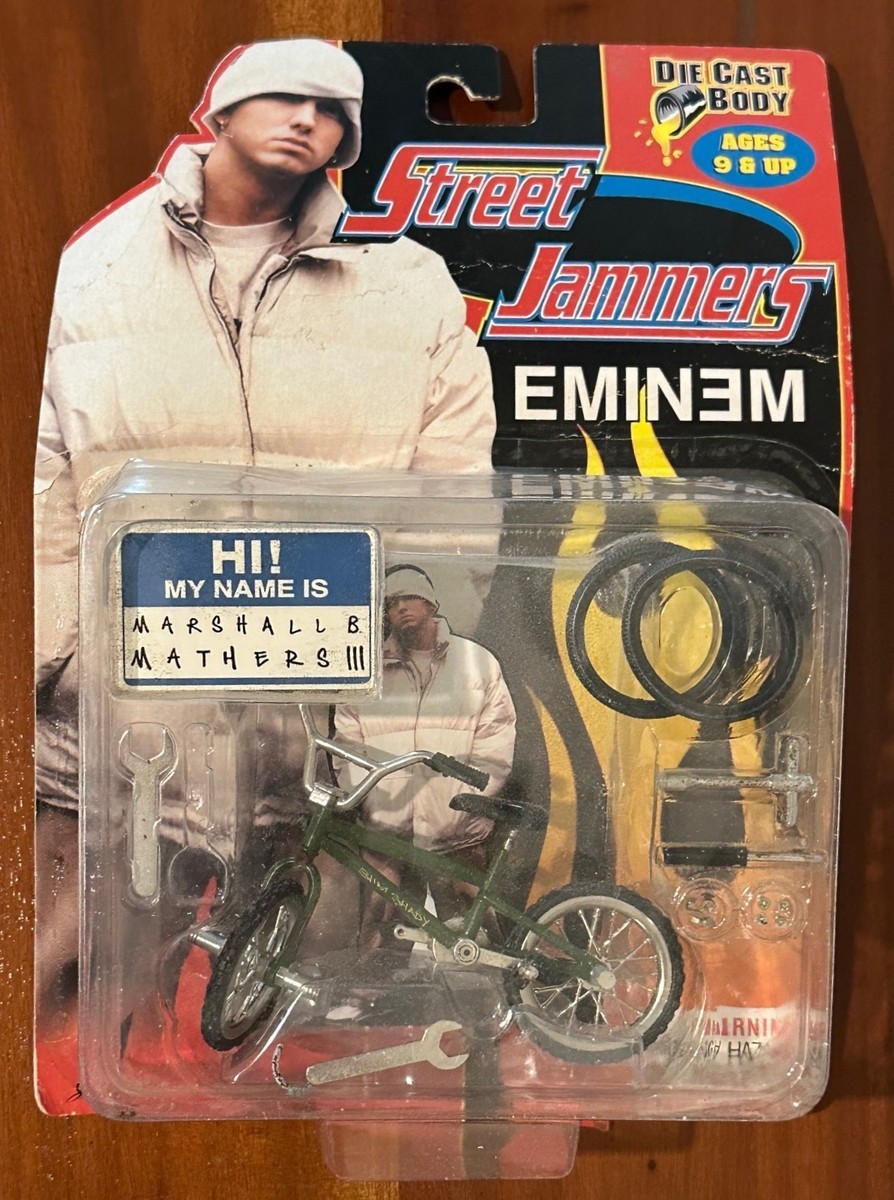 DIE CAST
BODY
AGES
9 & UP
Street
Jammers
EMINƎM
HI!
MY NAME IS
MARSHALL B
MATHERS III
SLIM SHADY